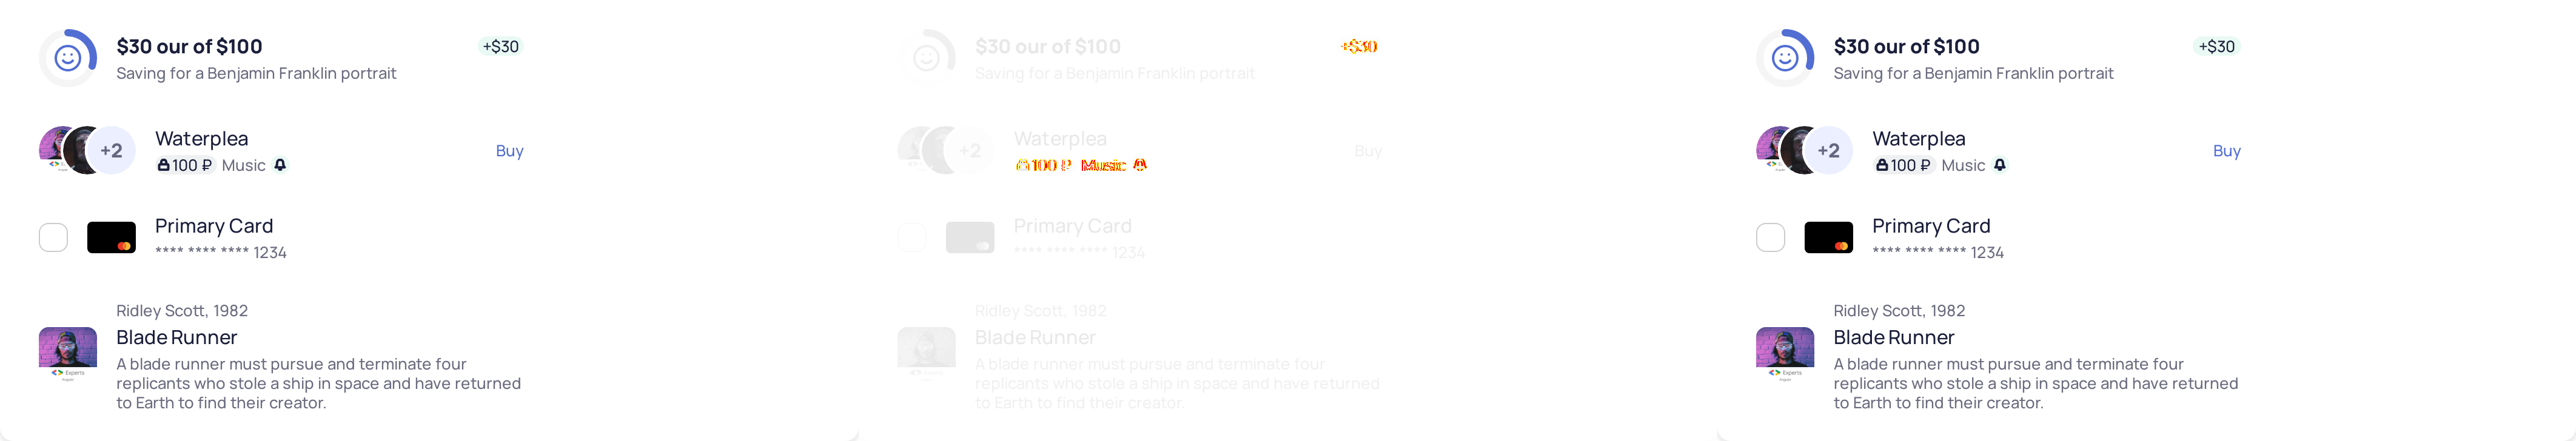 $30 our of $100
+$30
Saving for a Benjamin Franklin portrait
+2
Waterplea
100 ₽ Music
Buy
Primary Card
**** **** **** 1234
Ridley Scott, 1982
Blade Runner
Experts
A blade runner must pursue and terminate four
replicants who stole a ship in space and have returned
to Earth to find their creator.
$30 our of $100
+$30
Saving for a Benjamin Franklin portrait
+2
Waterplea
100 ₽ Music
Buy
Primary Card
**** **** **** 1234
Ridley Scott, 1982
Blade Runner
A blade runner must pursue and terminate four
replicants who stole a ship in space and have returned
to Earth to find their creator.
$30 our of $100
+$30
Saving for a Benjamin Franklin portrait
+2
Waterplea
100 ₽ Music
Buy
Primary Card
**** **** **** 1234
Ridley Scott, 1982
Blade Runner
Experts
A blade runner must pursue and terminate four
replicants who stole a ship in space and have returned
to Earth to find their creator.